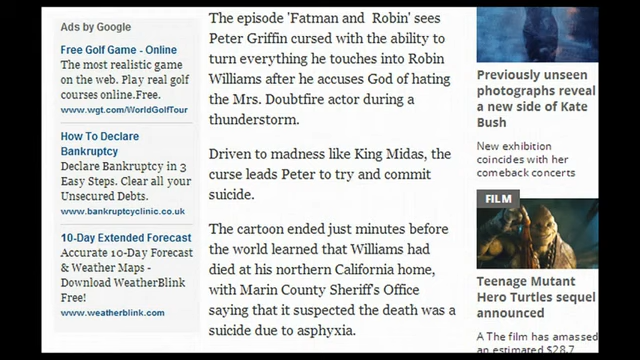 Ads by Google
Free Golf Game - Online
The most realistic game
on the web. Play real golf
courses online.Free.
www.wgt.com/WorldGolfTour
How To Declare
Bankruptcy
Declare Bankruptcy in 3
Easy Steps. Clear all your
Unsecured Debts.
www.bankruptcyclinic.co.uk
10-Day Extended Forecast
Accurate 10-Day Forecast
& Weather Maps -
Download WeatherBlink
Free!
www.weatherblink.com
The episode 'Fatman and Robin' sees
Peter Griffin cursed with the ability to
turn everything he touches into Robin
Williams after he accuses God of hating
the Mrs. Doubtfire actor during a
thunderstorm.
Driven to madness like King Midas, the
curse leads Peter to try and commit
suicide.
The cartoon ended just minutes before
the world learned that Williams had
died at his northern California home,
with Marin County Sheriff's Office
saying that it suspected the death was a
suicide due to asphyxia.
Previously unseen
photographs reveal
a new side of Kate
Bush
New exhibition
coincides with her
comeback concerts
FILM
Teenage Mutant
Hero Turtles sequel
announced
A The film has amassed
an estimated $28.7